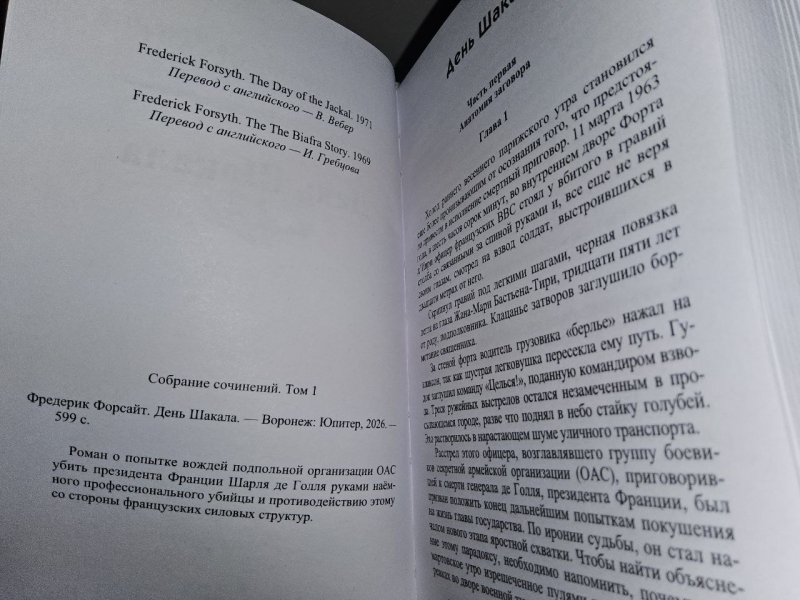 Frederick Forsyth. The Day of the Jackal. 1971
Перевод с английского — В. Вебер
Frederick Forsyth. The The Biafra Story. 1969
Перевод с английского — И. Гребцова
Собрание сочинений. Том 1
Фредерик Форсайт. День Шакала. — Воронеж: Юпитер, 2026.—
599 с.
Роман о попытке вождей подпольной организации ОАС
убить президента Франции Шарля де Голля руками наём-
ного профессионального убийцы и противодействию этому
со стороны французских силовых структур.
День Шака
Часть первая
Анатомия заговора
Глава 1
Холод раннего весеннего парижского утра становился
еще более пронизывающим от осознания того, что предстоя-
ло привести в исполнение смертный приговор. 11 марта 1963
года, в шесть часов сорок минут, во внутреннем дворе Форта
д'Иври офицер французских ВВС стоял у вбитого в гравий
столба со связанными за спиной руками и, все еще не веря
своим глазам, смотрел на взвод солдат, выстроившихся в
двадцати метрах от него.
Скрипнул гравий под легкими шагами, черная повязка
легла на глаза Жана-Мари Бастьена-Тири, тридцати пяти лет
от роду, подполковника. Клацанье затворов заглушило бор-
мотание священника.
За стеной форта водитель грузовика «берлье» нажал на
клаксон, так как шустрая легковушка пересекла ему путь. Гу-
док заглушил команду «Целься!», поданную командиром взво-
да. Треск ружейных выстрелов остался незамеченным в про-
сыпающемся городе, разве что поднял в небо стайку голубей.
Эхо растворилось в нарастающем шуме уличного транспорта.
Расстрел этого офицера, возглавлявшего группу боеви-
ков секретной армейской организации (ОАС), приговорив-
шей к смерти генерала де Голля, президента Франции, был
призван положить конец дальнейшим попыткам покушения
на жизнь главы государства. По иронии судьбы, он стал на-
чалом нового этапа яростной схватки. Чтобы найти объясне-
ние этому парадоксу, необходимо напомнить, почему
мартовское утро изрешеченное пулями
во дворе военной